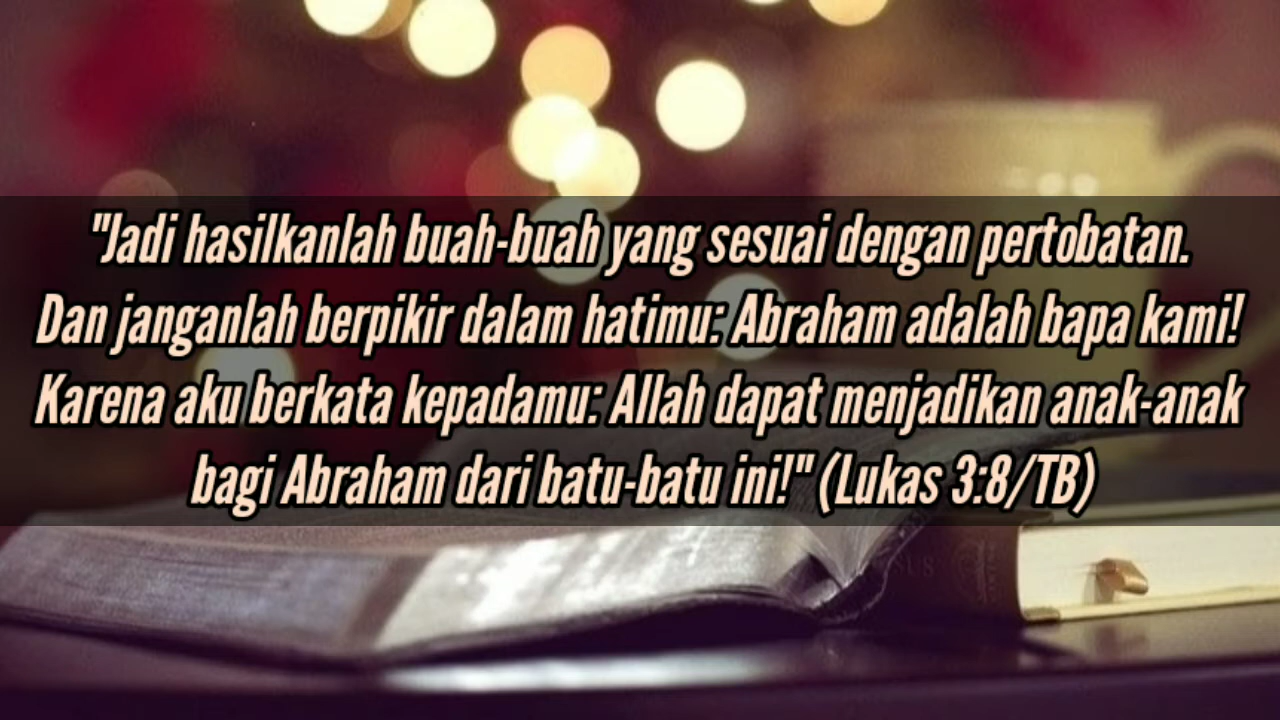 "Jadi hasilkanlah buah-buah yang sesuai dengan pertobatan.
Dan janganlah berpikir dalam hatimu: Abraham adalah bapa kami!
Karena aku berkata kepadamu: Allah dapat menjadikan anak-anak
bagi Abraham dari batu-batu ini!" (Lukas 3:8/TB)